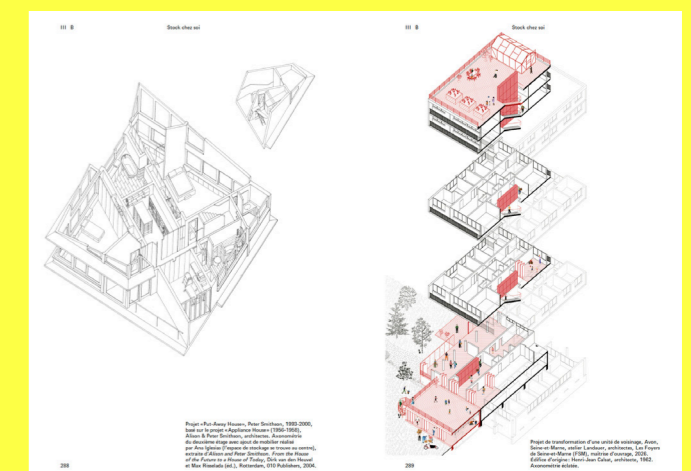 III B
Stock chez soi
Projet «Put-Away House», Peter Smithson, 1993-2000,
basé sur le projet «Appliance House» (1956-1958),
Alison & Peter Smithson, architectes. Axonométrie
du deuxième étage avec ajout de mobilier réalisé
par Ana Iglesias (l'espace de stockage se trouve au centre),
extraite d'Alison and Peter Smithson. From the House
of the Future to a House of Today, Dirk van den Heuvel
et Max Risselada (éd.), Rotterdam, 010 Publishers, 2004.
288
III B
Stock chez soi
Projet de transformation d'une unité de voisinage, Avon,
Seine-et-Marne, atelier Landauer, architectes, Les Foyers
de Seine-et-Marne (FSM), maîtrise d'ouvrage, 2026.
Édifice d'origine: Henri-Jean Calsat, architecte, 1962.
Axonométrie éclatée.
289